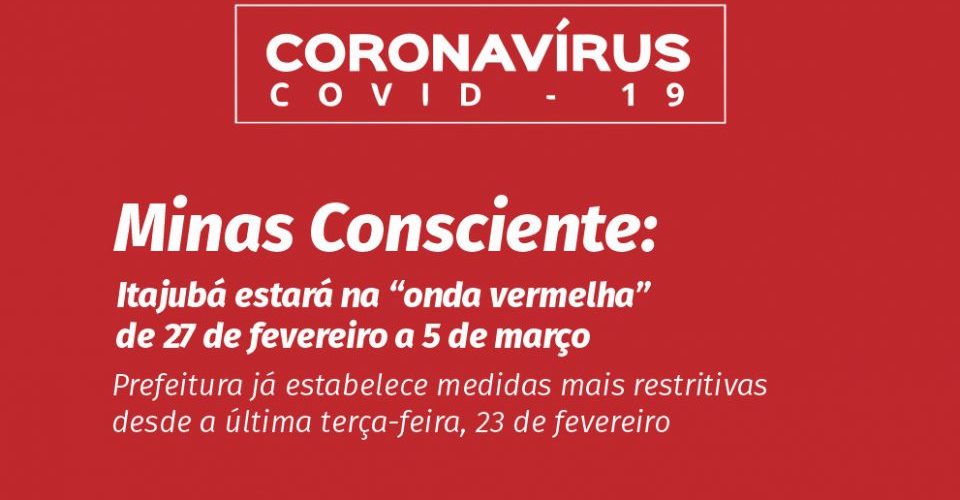 CORONAVÍRUS
COVID - 19
Minas Consciente:
Itajubá estará na “onda vermelha”
de 27 de fevereiro a 5 de março
Prefeitura já estabelece medidas mais restritivas
desde a última terça-feira, 23 de fevereiro